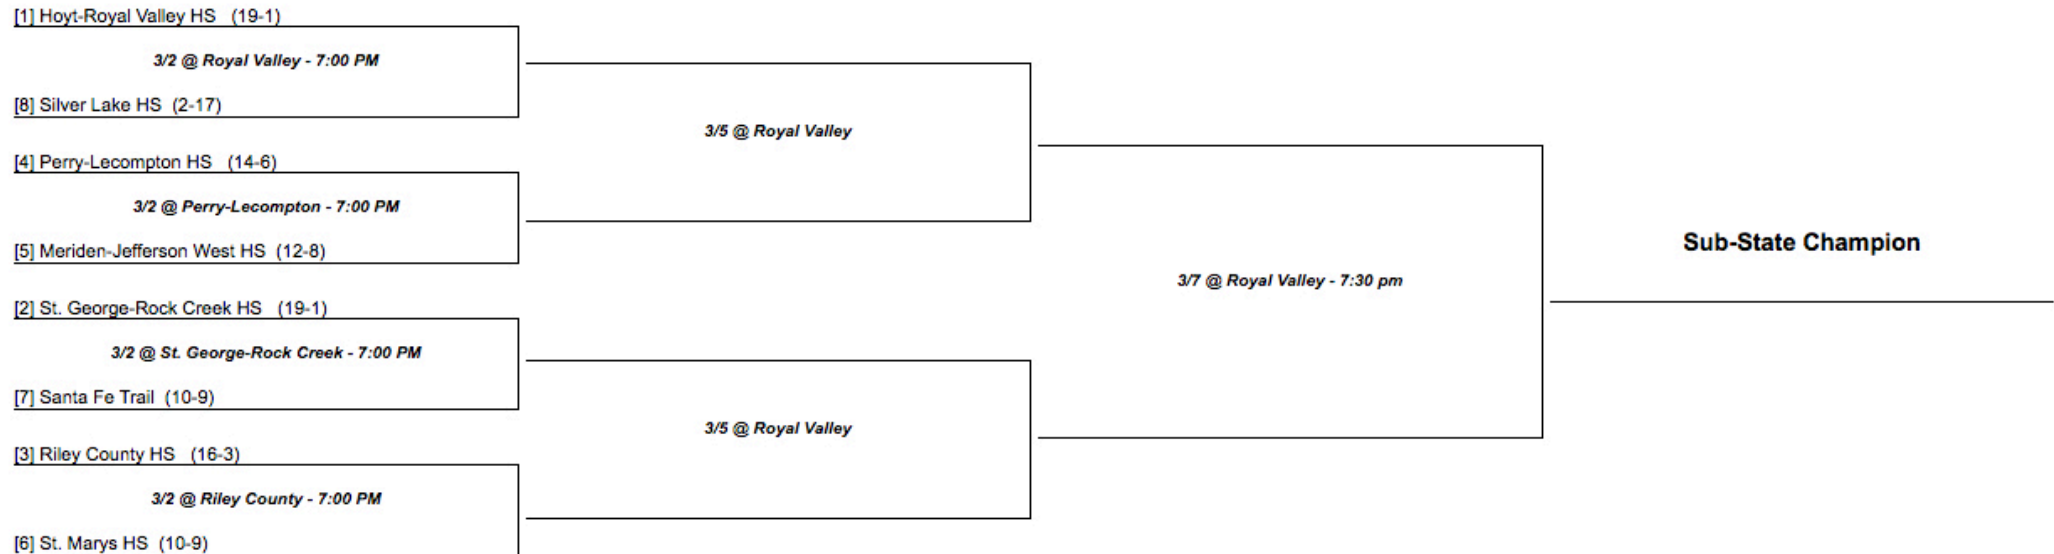 [1] Hoyt-Royal Valley HS (19-1)
3/2 @ Royal Valley - 7:00 PM
[8] Silver Lake HS (2-17)
3/5 @ Royal Valley
[4] Perry-Lecompton HS (14-6)
3/2 @ Perry-Lecompton - 7:00 PM
[5] Meriden-Jefferson West HS (12-8)
Sub-State Champion
3/7 @ Royal Valley - 7:30 pm
[2] St. George-Rock Creek HS (19-1)
3/2 @ St. George-Rock Creek - 7:00 PM
[7] Santa Fe Trail (10-9)
3/5 @ Royal Valley
[3] Riley County HS (16-3)
3/2 @ Riley County - 7:00 PM
[6] St. Marys HS (10-9)